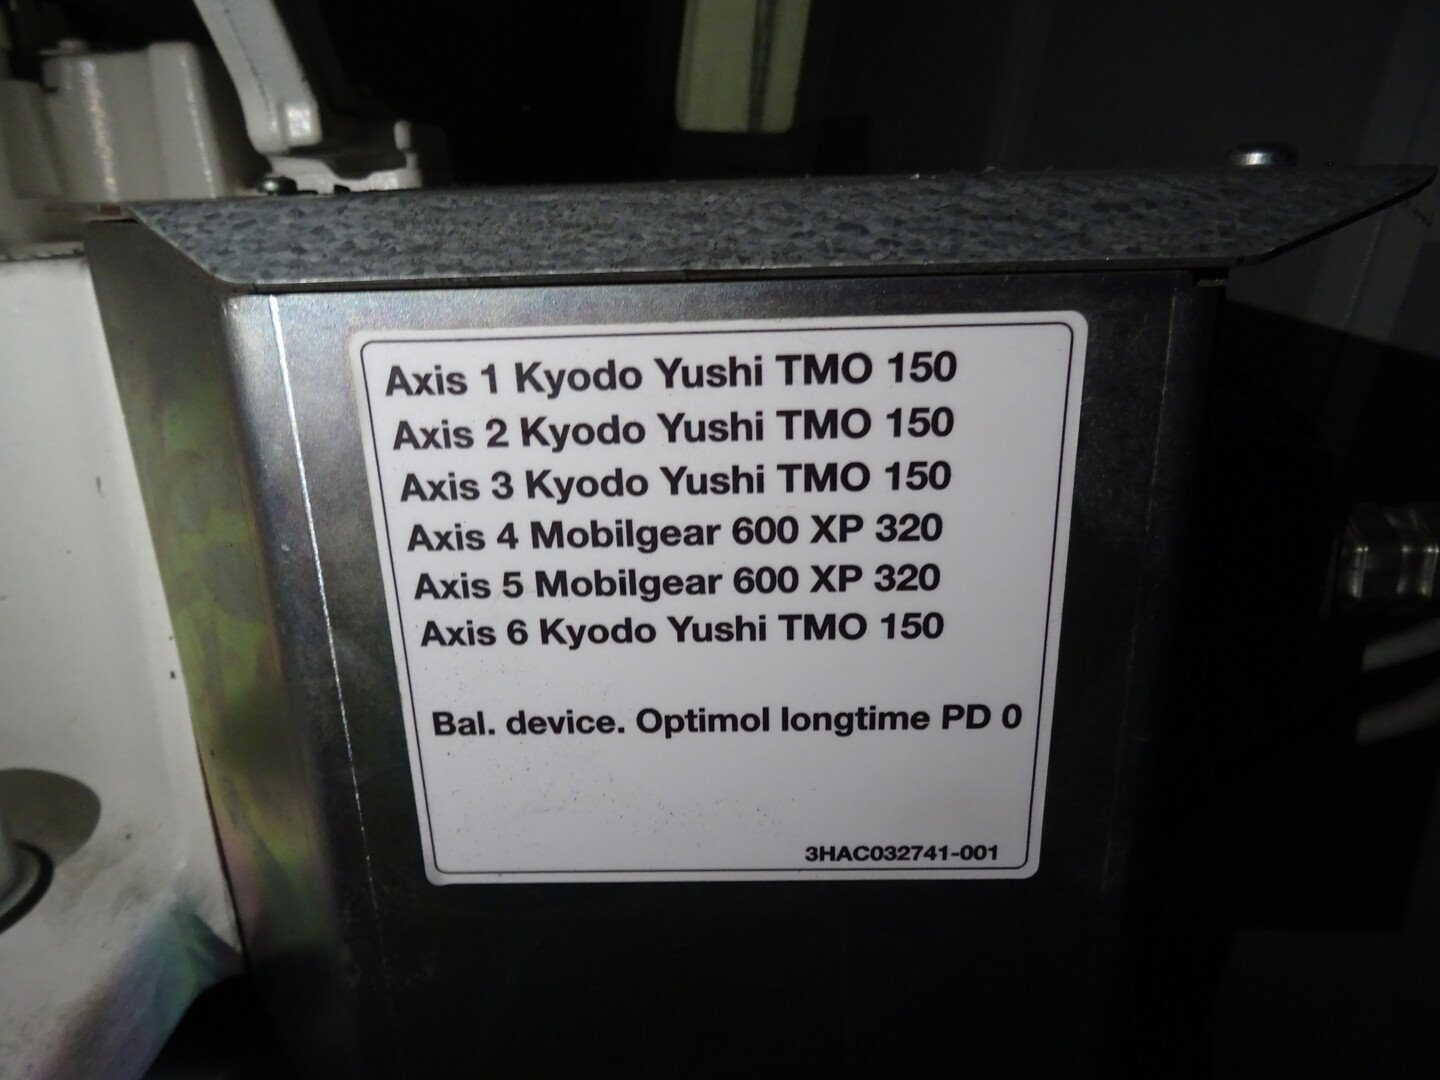 Axis 1 Kyodo Yushi TMO 150
Axis 2 Kyodo Yushi TMO 150
Axis 3 Kyodo Yushi TMO 150
Axis 4 Mobilgear 600 XP 320
Axis 5 Mobilgear 600 XP 320
Axis 6 Kyodo Yushi TMO 150
Bal. device. Optimol longtime PD 0
3HAC032741-001